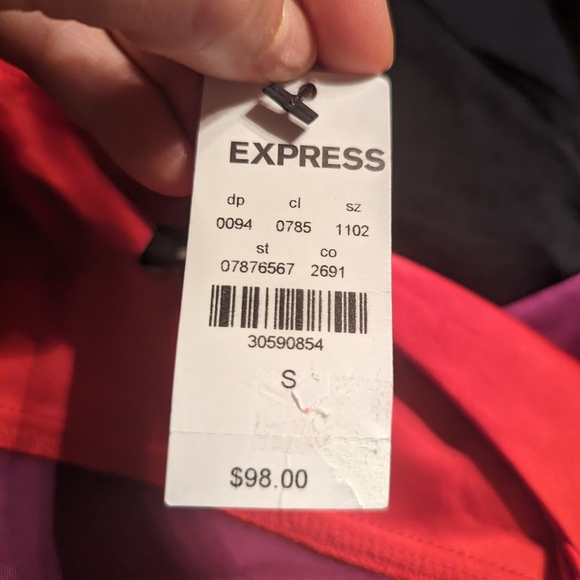 EXPRESS
dp cl sz
0094 0785 1102
st co
07876567 2691
30590854
S
$98.00